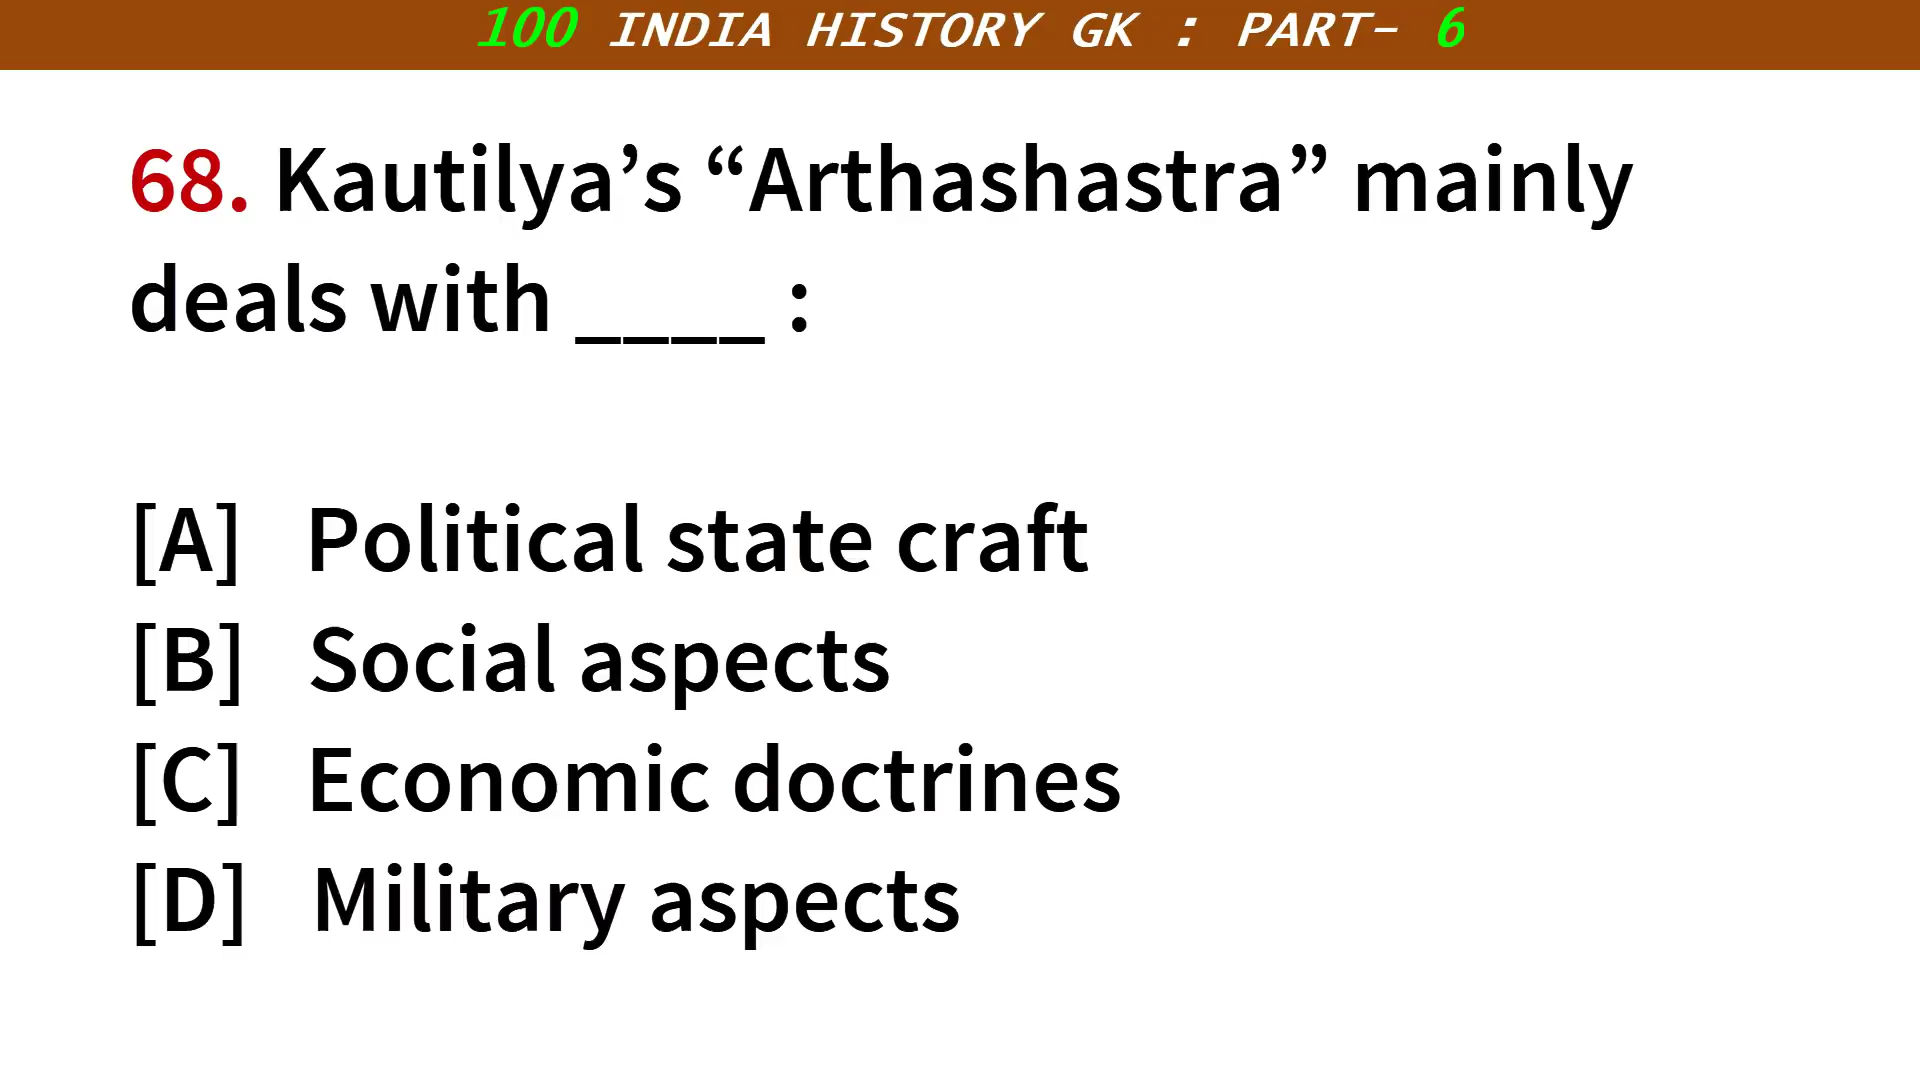 100 INDIA HISTORY GK : PART- 6
68. Kautilya’s “Arthashastra” mainly
deals with ____ :
[A] Political state craft
[B] Social aspects
[C] Economic doctrines
[D] Military aspects